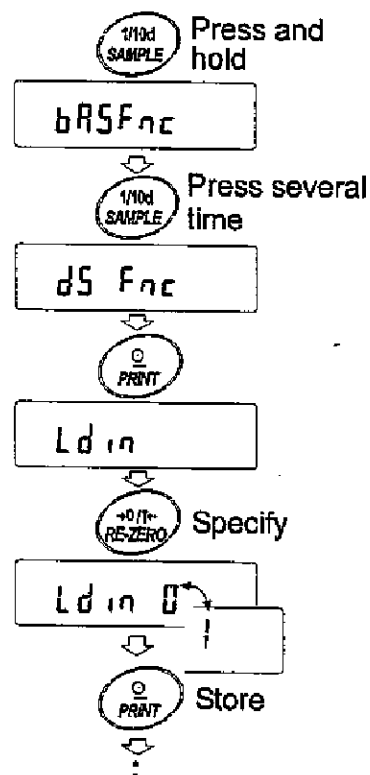 1/10d
SAMPLE
Press and
hold
bASFnc
1/10d
SAMPLE
Press several
time
dS Fnc
PRINT
Ldin
→0/T←
RE-ZERO
Specify
Ldin 0
1
PRINT
Store